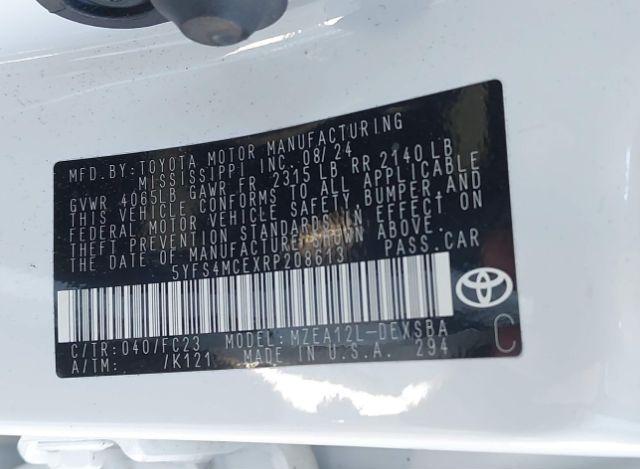 MFD.BY:TOYOTA MOTOR MANUFACTURING
MISSISSIPPI INC. 08/24
GVWR 4065LB GAWR FR 2315 LB RR 2140 LB
THIS VEHICLE CONFORMS TO ALL APPLICABLE
FEDERAL MOTOR VEHICLE SAFETY,BUMPER,AND
THEFT PREVENTION STANDARDS IN EFFECT ON
THE DATE OF MANUFACTURE SHOWN ABOVE.
5YFS4MCEXRP208613 PASS.CAR
C/TR:040/FC23 MODEL:MZEA12L-DEXSBA
A/TM: /K121 MADE IN U.S.A. 294
C